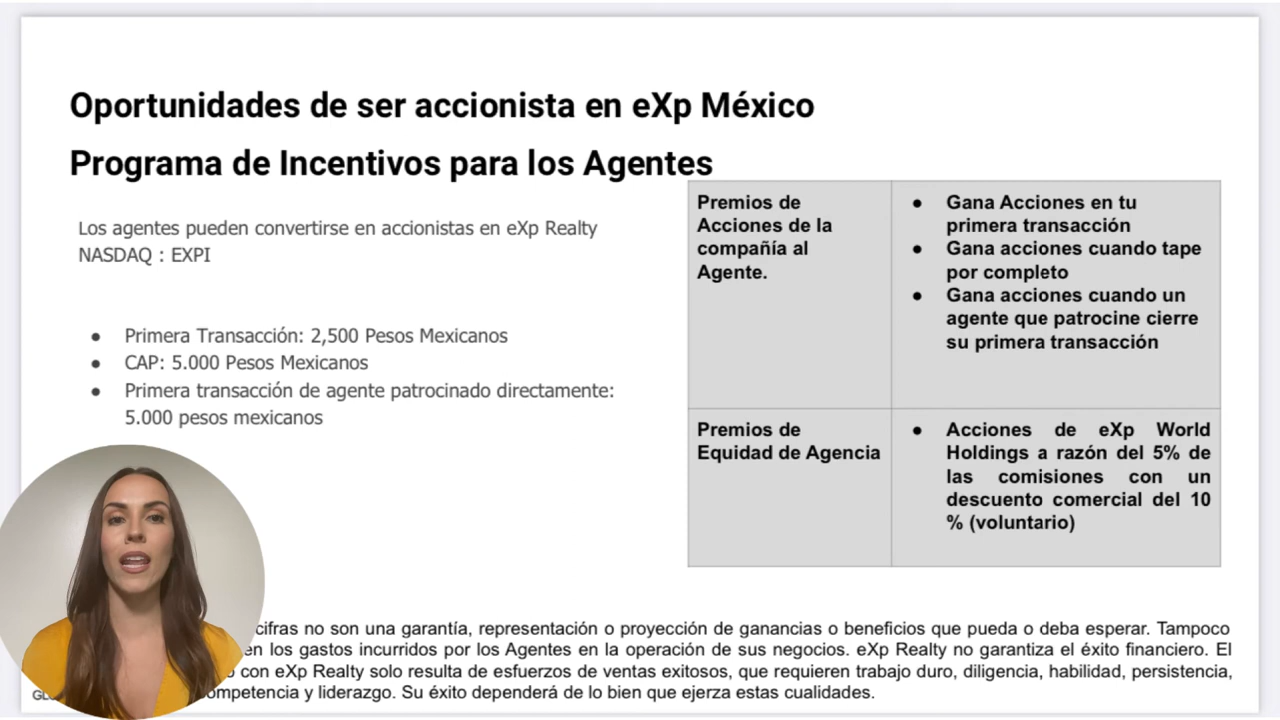 Oportunidades de ser accionista en eXp México
Programa de Incentivos para los Agentes
Los agentes pueden convertirse en accionistas en eXp Realty
NASDAQ : EXPI
● Primera Transacción: 2,500 Pesos Mexicanos
● CAP: 5.000 Pesos Mexicanos
● Primera transacción de agente patrocinado directamente:
5.000 pesos mexicanos
Premios de
Acciones de la
compañía al
Agente.
● Gana Acciones en tu
primera transacción
● Gana acciones cuando tape
por completo
● Gana acciones cuando un
agente que patrocine cierre
su primera transacción
Premios de
Equidad de Agencia
● Acciones de eXp World
Holdings a razón del 5% de
las comisiones con un
descuento comercial del 10
% (voluntario)
cifras no son una garantía, representación o proyección de ganancias o beneficios que pueda o deba esperar. Tampoco
en los gastos incurridos por los Agentes en la operación de sus negocios. eXp Realty no garantiza el éxito financiero. El
con eXp Realty solo resulta de esfuerzos de ventas exitosos, que requieren trabajo duro, diligencia, habilidad, persistencia,
ompetencia y liderazgo. Su éxito dependerá de lo bien que ejerza estas cualidades.